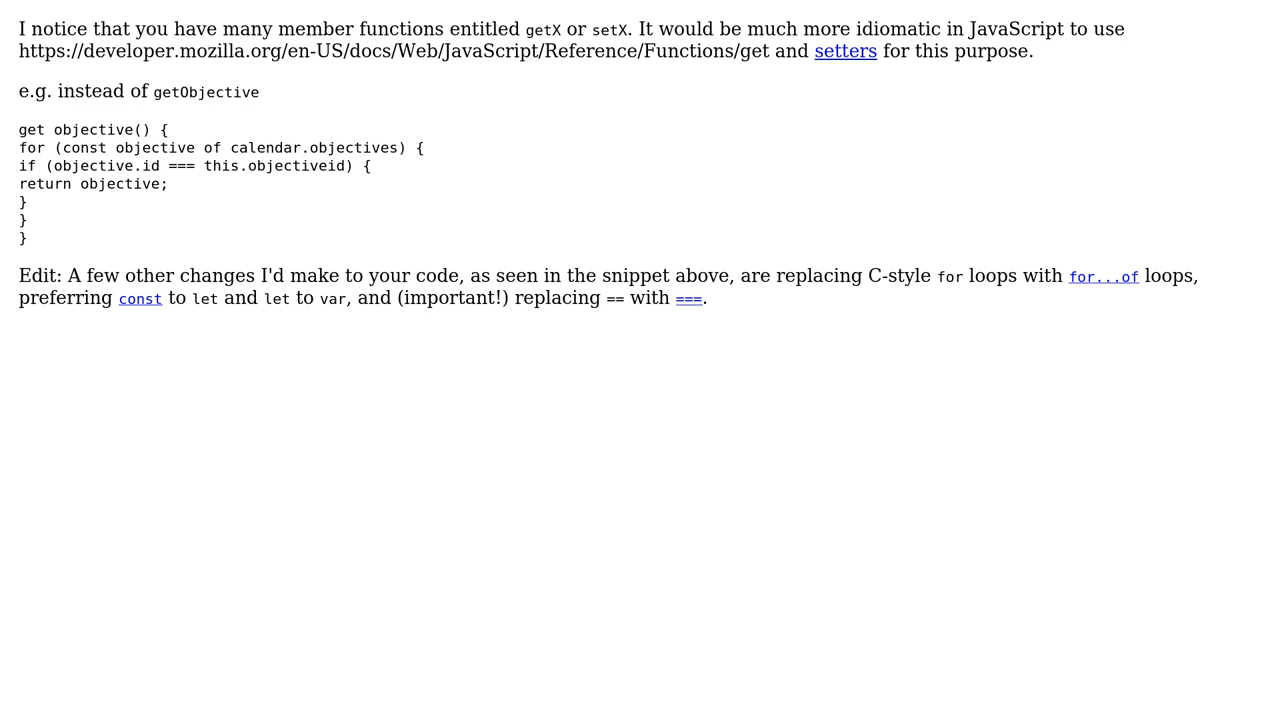 I notice that you have many member functions entitled getX or setX. It would be much more idiomatic in JavaScript to use
https://developer.mozilla.org/en-US/docs/Web/JavaScript/Reference/Functions/get and setters for this purpose.
e.g. instead of getObjective
get objective() {
for (const objective of calendar.objectives) {
if (objective.id === this.objectiveid) {
return objective;
}
}
}
Edit: A few other changes I'd make to your code, as seen in the snippet above, are replacing C-style for loops with for...of loops,
preferring const to let and let to var, and (important!) replacing == with ===.